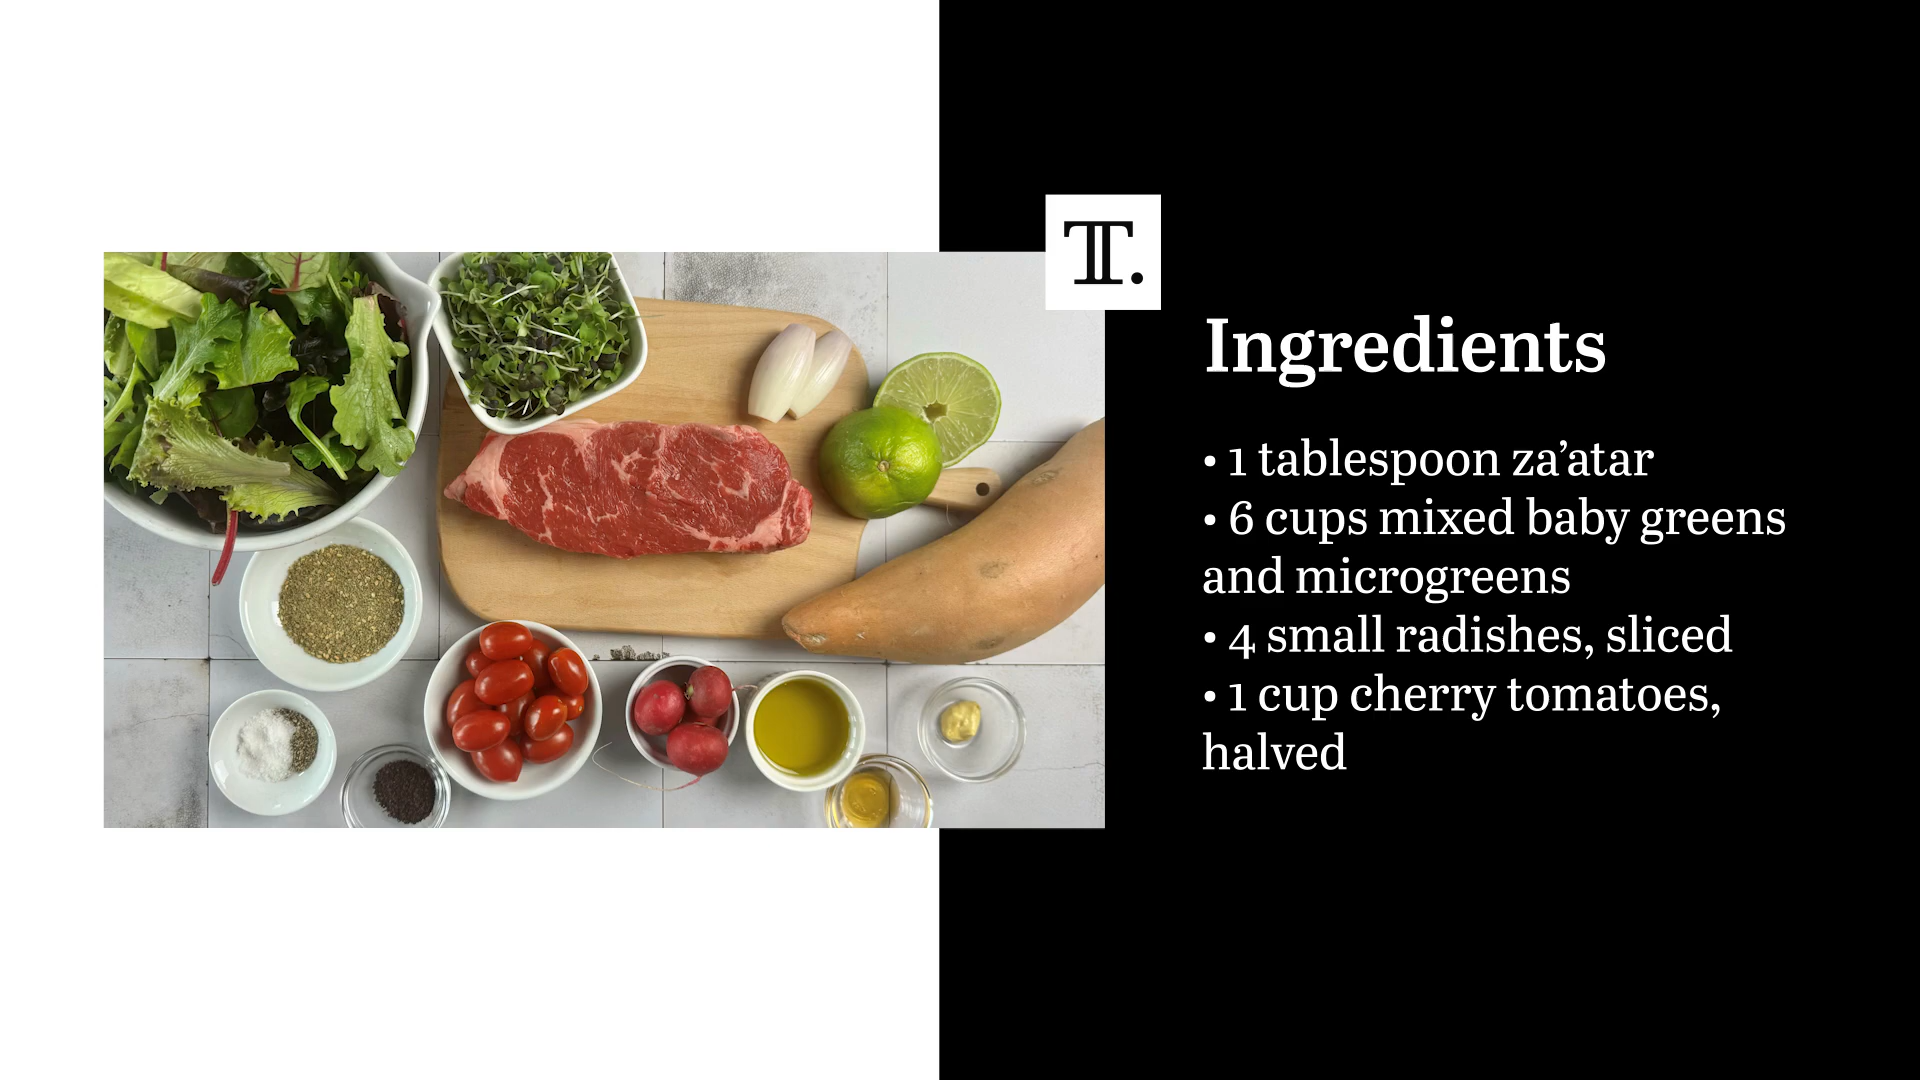 T.
Ingredients
• 1 tablespoon za’atar
• 6 cups mixed baby greens
and microgreens
• 4 small radishes, sliced
• 1 cup cherry tomatoes,
halved